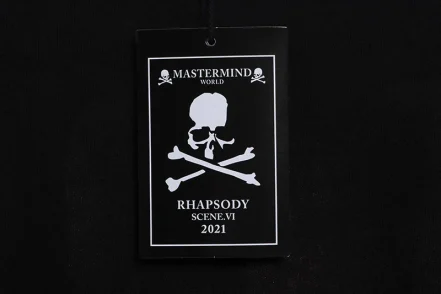 MASTERMIND
WORLD
RHAPSODY
SCENE.VI
2021